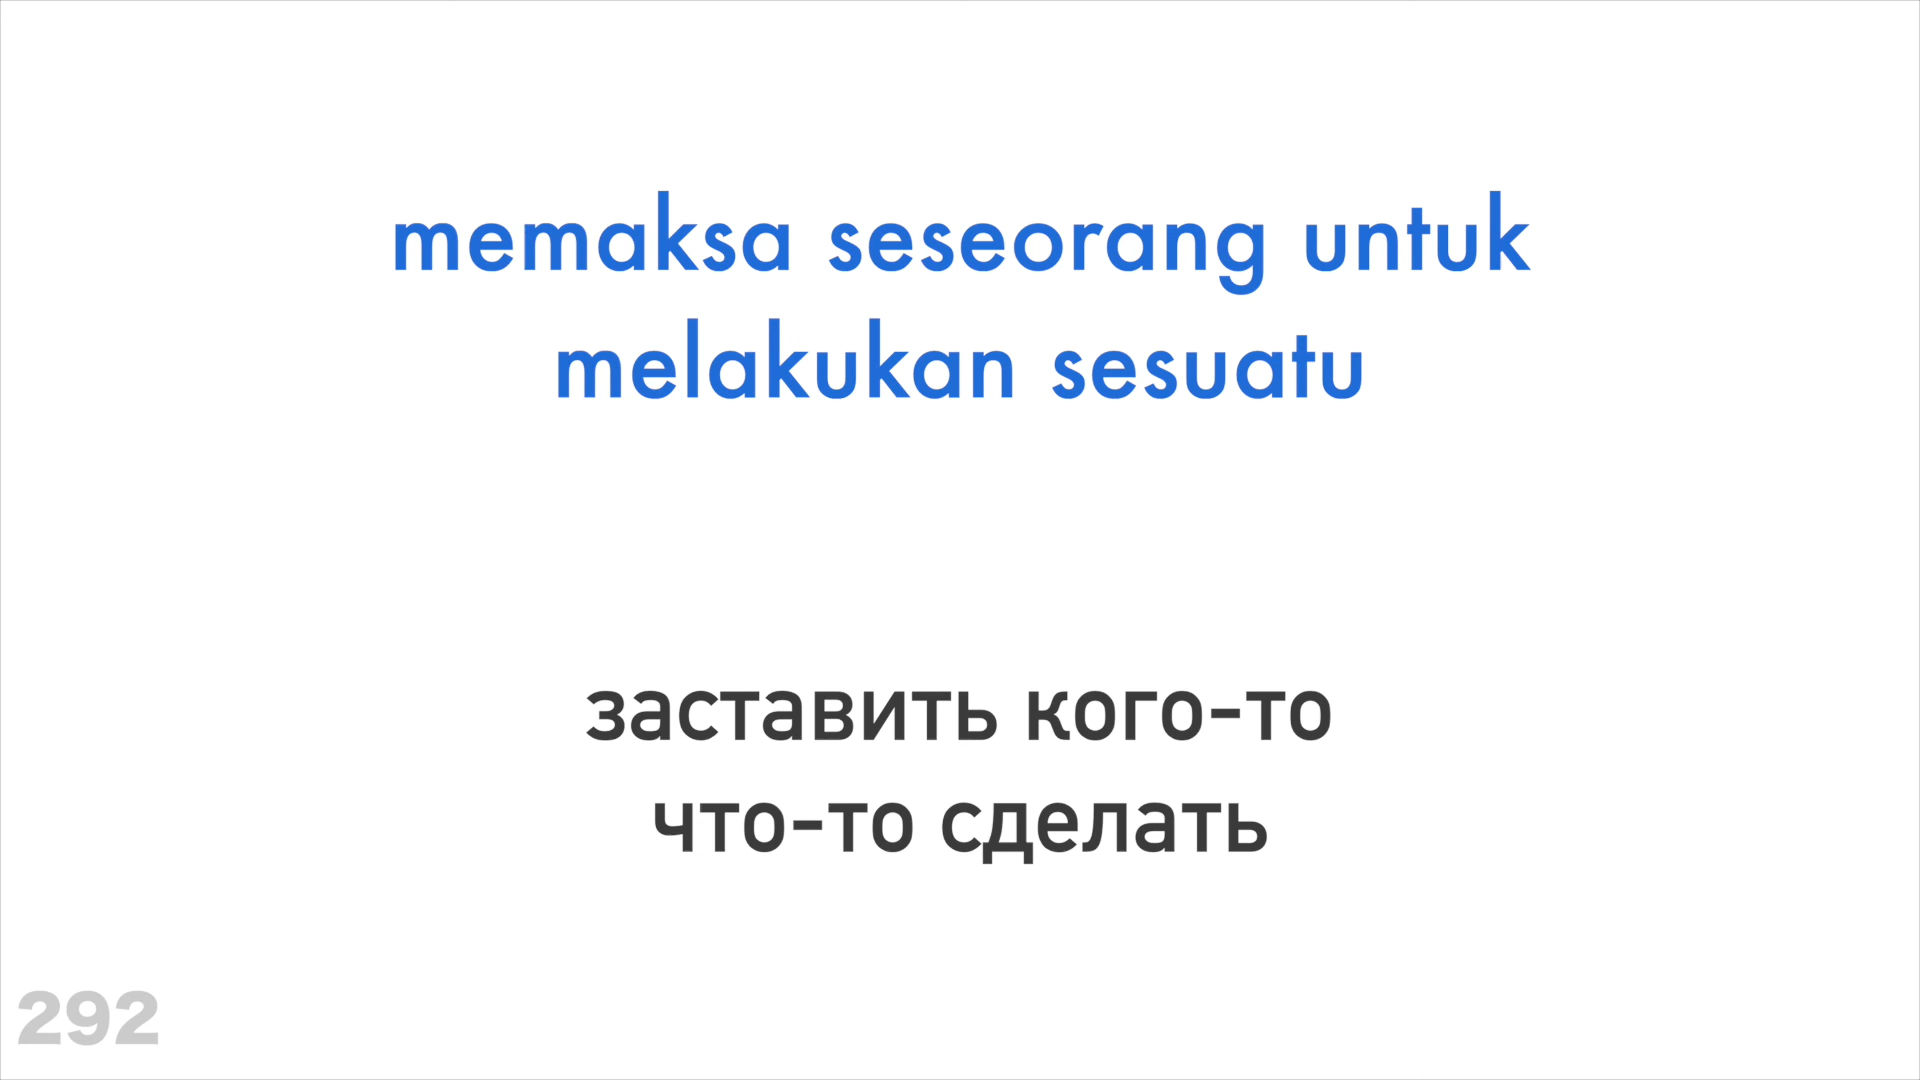 memaksa seseorang untuk
melakukan sesuatu
заставить кого-то
что-то сделать
292